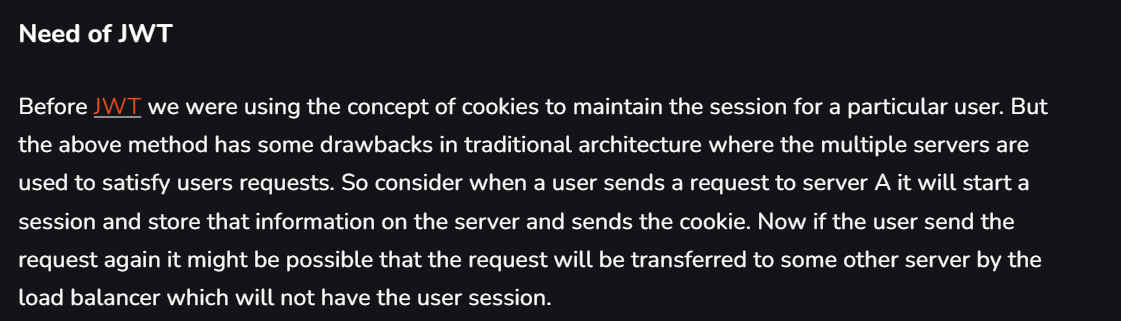 Need of JWT
Before JWT we were using the concept of cookies to maintain the session for a particular user. But
the above method has some drawbacks in traditional architecture where the multiple servers are
used to satisfy users requests. So consider when a user sends a request to server A it will start a
session and store that information on the server and sends the cookie. Now if the user send the
request again it might be possible that the request will be transferred to some other server by the
load balancer which will not have the user session.